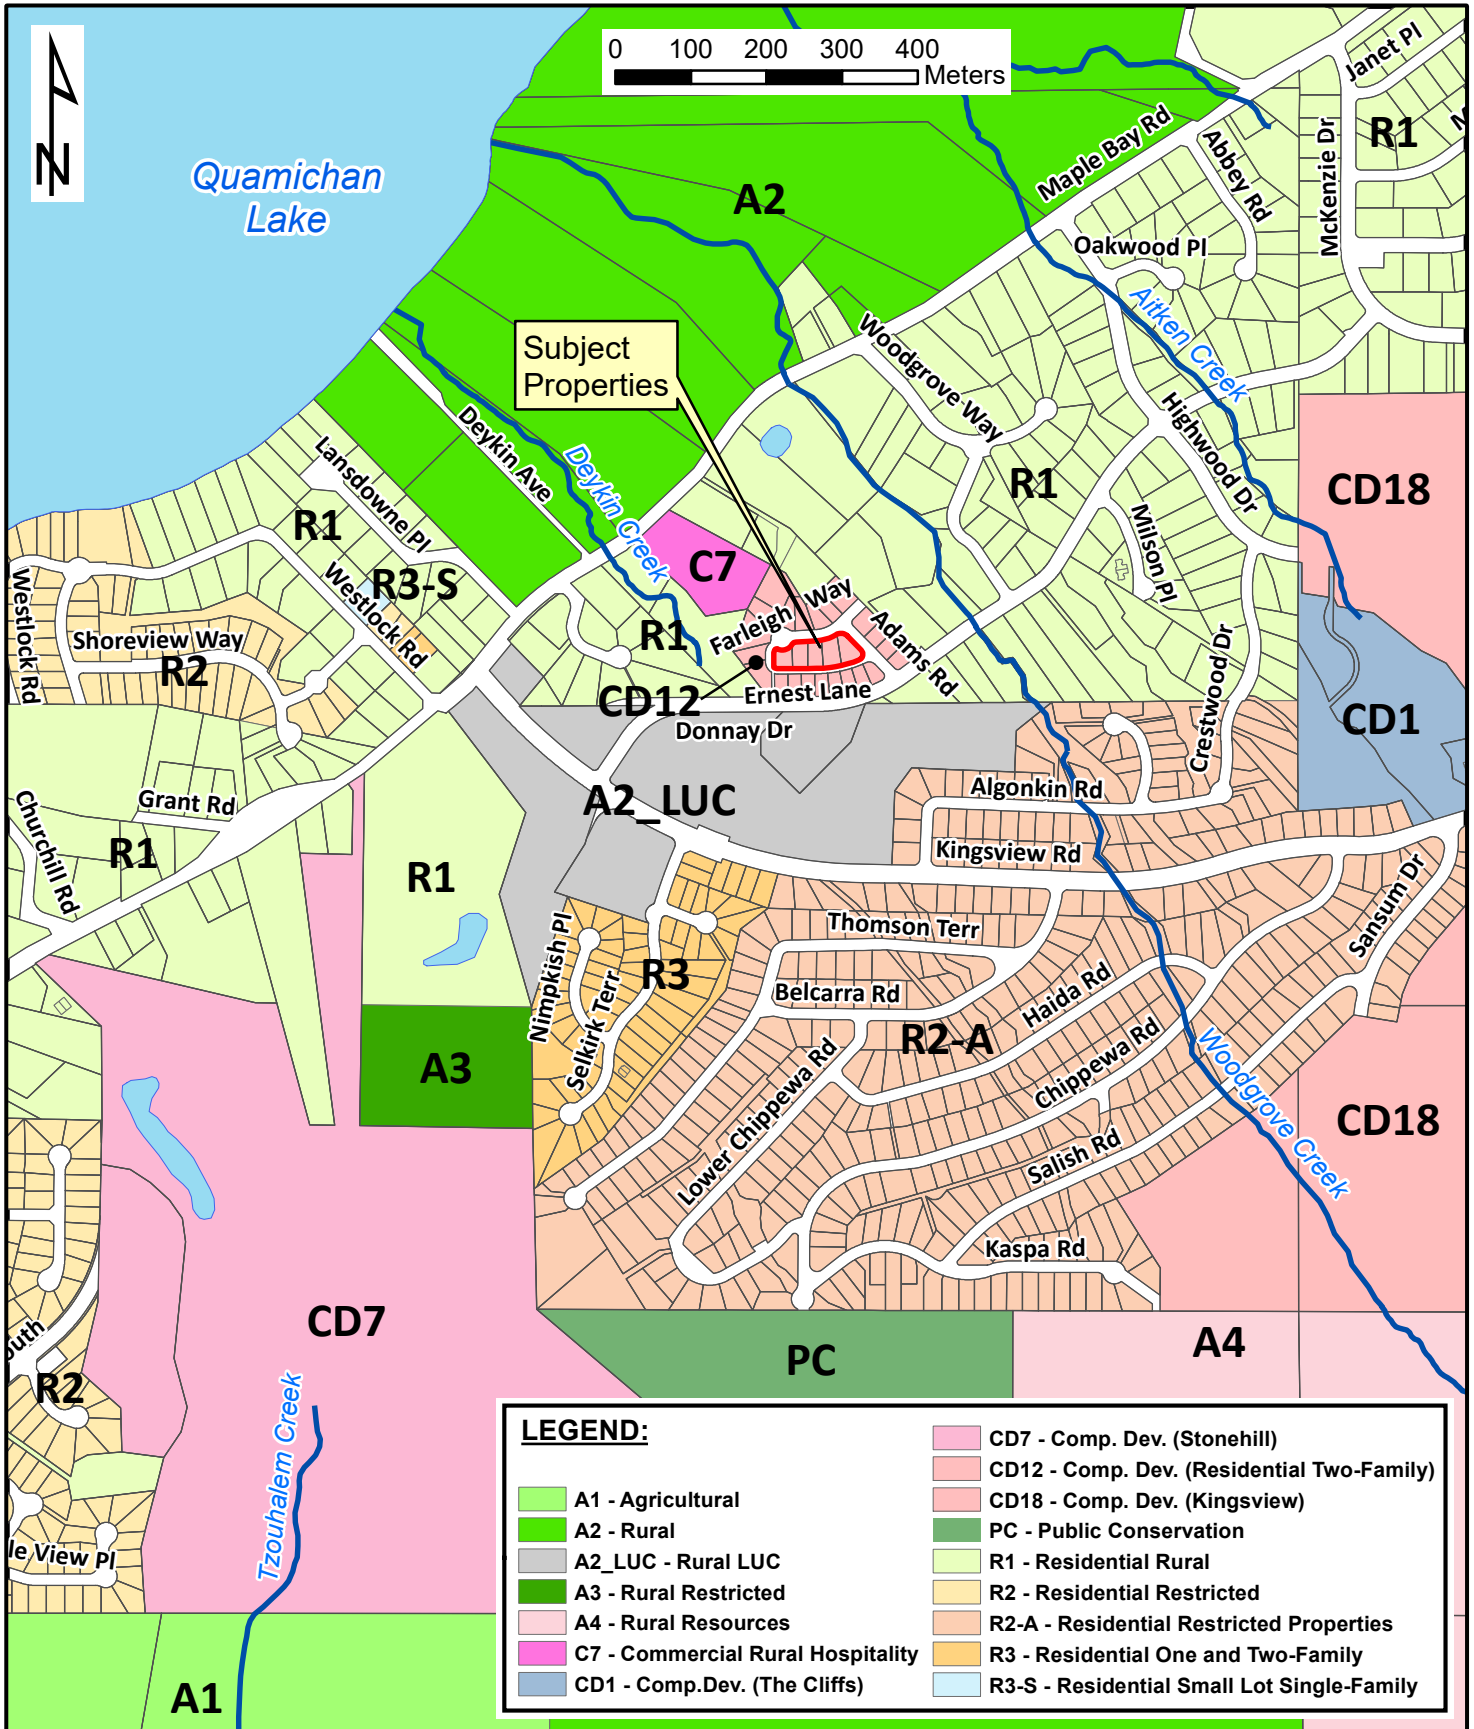 0 100 200 300 400
Meters
N
Quamichan
Lake
Janet Pl
R1
McKenzie Dr
Maple Bay Rd
Abbey Rd
A2
Oakwood Pl
Aitken Creek
Subject
Properties
Woodgrove Way
Highwood Dr
Deykin Ave
Deykin Creek
Lansdowne Pl
R1
R1
CD18
Milson Pl
C7
R3-S
Westlock Rd
Westlock Rd
Shoreview Way
R2
Farleigh Way
Adams Rd
R1
CD12
Ernest Lane
Donnay Dr
Crestwood Dr
CD1
A2_LUC
Algonkin Rd
Grant Rd
Churchill Rd
R1
Kingsview Rd
R1
Sansum Dr
Thomson Terr
Nimpkish Pl
R3
Selkirk Terr
Belcarra Rd
Haida Rd
R2-A
A3
Lower Chippewa Rd
Chippewa Rd
Woodgrove Creek
CD18
Salish Rd
Kaspa Rd
CD7
outh
R2
PC
A4
Tzouhalem Creek
le View Pl
A1
LEGEND:
A1 - Agricultural
A2 - Rural
A2_LUC - Rural LUC
A3 - Rural Restricted
A4 - Rural Resources
C7 - Commercial Rural Hospitality
CD1 - Comp.Dev. (The Cliffs)
CD7 - Comp. Dev. (Stonehill)
CD12 - Comp. Dev. (Residential Two-Family)
CD18 - Comp. Dev. (Kingsview)
PC - Public Conservation
R1 - Residential Rural
R2 - Residential Restricted
R2-A - Residential Restricted Properties
R3 - Residential One and Two-Family
R3-S - Residential Small Lot Single-Family